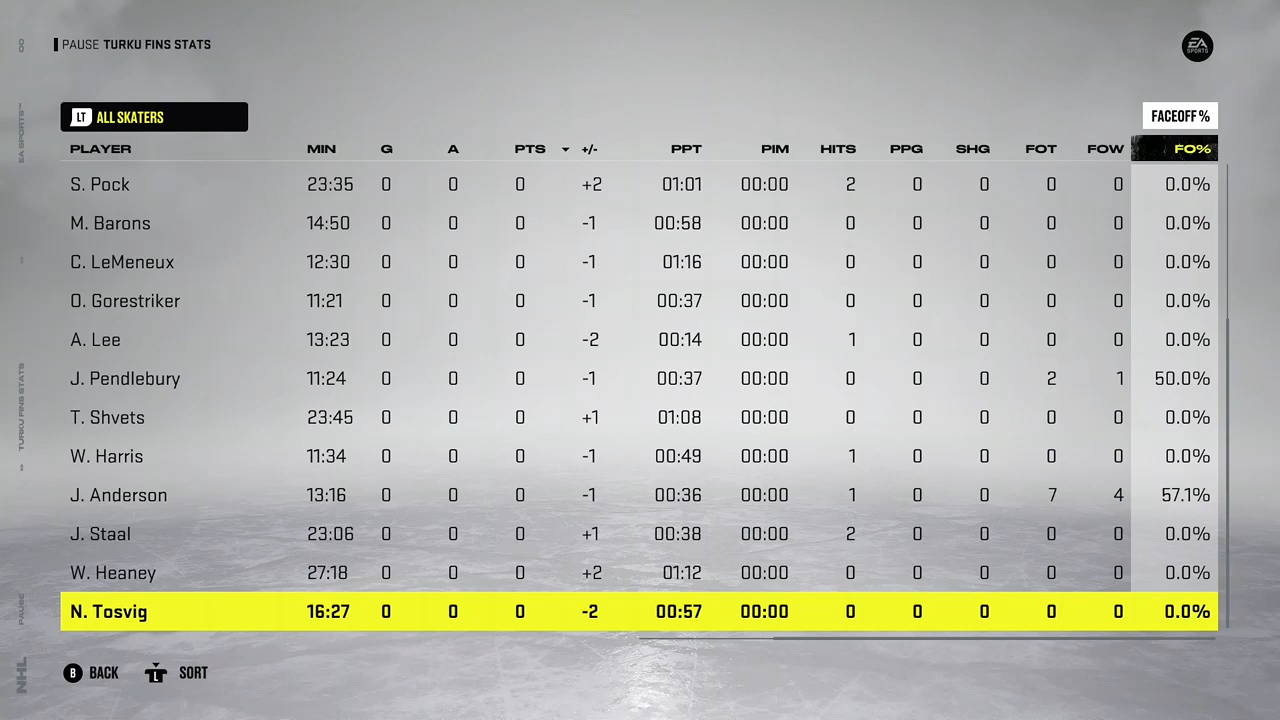 PAUSE TURKU FINS STATS
EA SPORTS
LT ALL SKATERS
FACEOFF %
PLAYER MIN G A PTS +/- PPT PIM HITS PPG SHG FOT FOW FO%
S. Pock 23:35 0 0 0 +2 01:01 00:00 2 0 0 0 0 0.0%
M. Barons 14:50 0 0 0 -1 00:58 00:00 0 0 0 0 0 0.0%
C. LeMeneux 12:30 0 0 0 -1 01:16 00:00 0 0 0 0 0 0.0%
O. Gorestriker 11:21 0 0 0 -1 00:37 00:00 0 0 0 0 0 0.0%
A. Lee 13:23 0 0 0 -2 00:14 00:00 1 0 0 0 0 0.0%
J. Pendlebury 11:24 0 0 0 -1 00:37 00:00 0 0 0 2 1 50.0%
T. Shvets 23:45 0 0 0 +1 01:08 00:00 0 0 0 0 0 0.0%
W. Harris 11:34 0 0 0 -1 00:49 00:00 1 0 0 0 0 0.0%
J. Anderson 13:16 0 0 0 -1 00:36 00:00 1 0 0 7 4 57.1%
J. Staal 23:06 0 0 0 +1 00:38 00:00 2 0 0 0 0 0.0%
W. Heaney 27:18 0 0 0 +2 01:12 00:00 0 0 0 0 0 0.0%
N. Tosvig 16:27 0 0 0 -2 00:57 00:00 0 0 0 0 0 0.0%
B BACK L SORT
NHL PAUSE » TURKU FINS STATS » EA SPORTS™